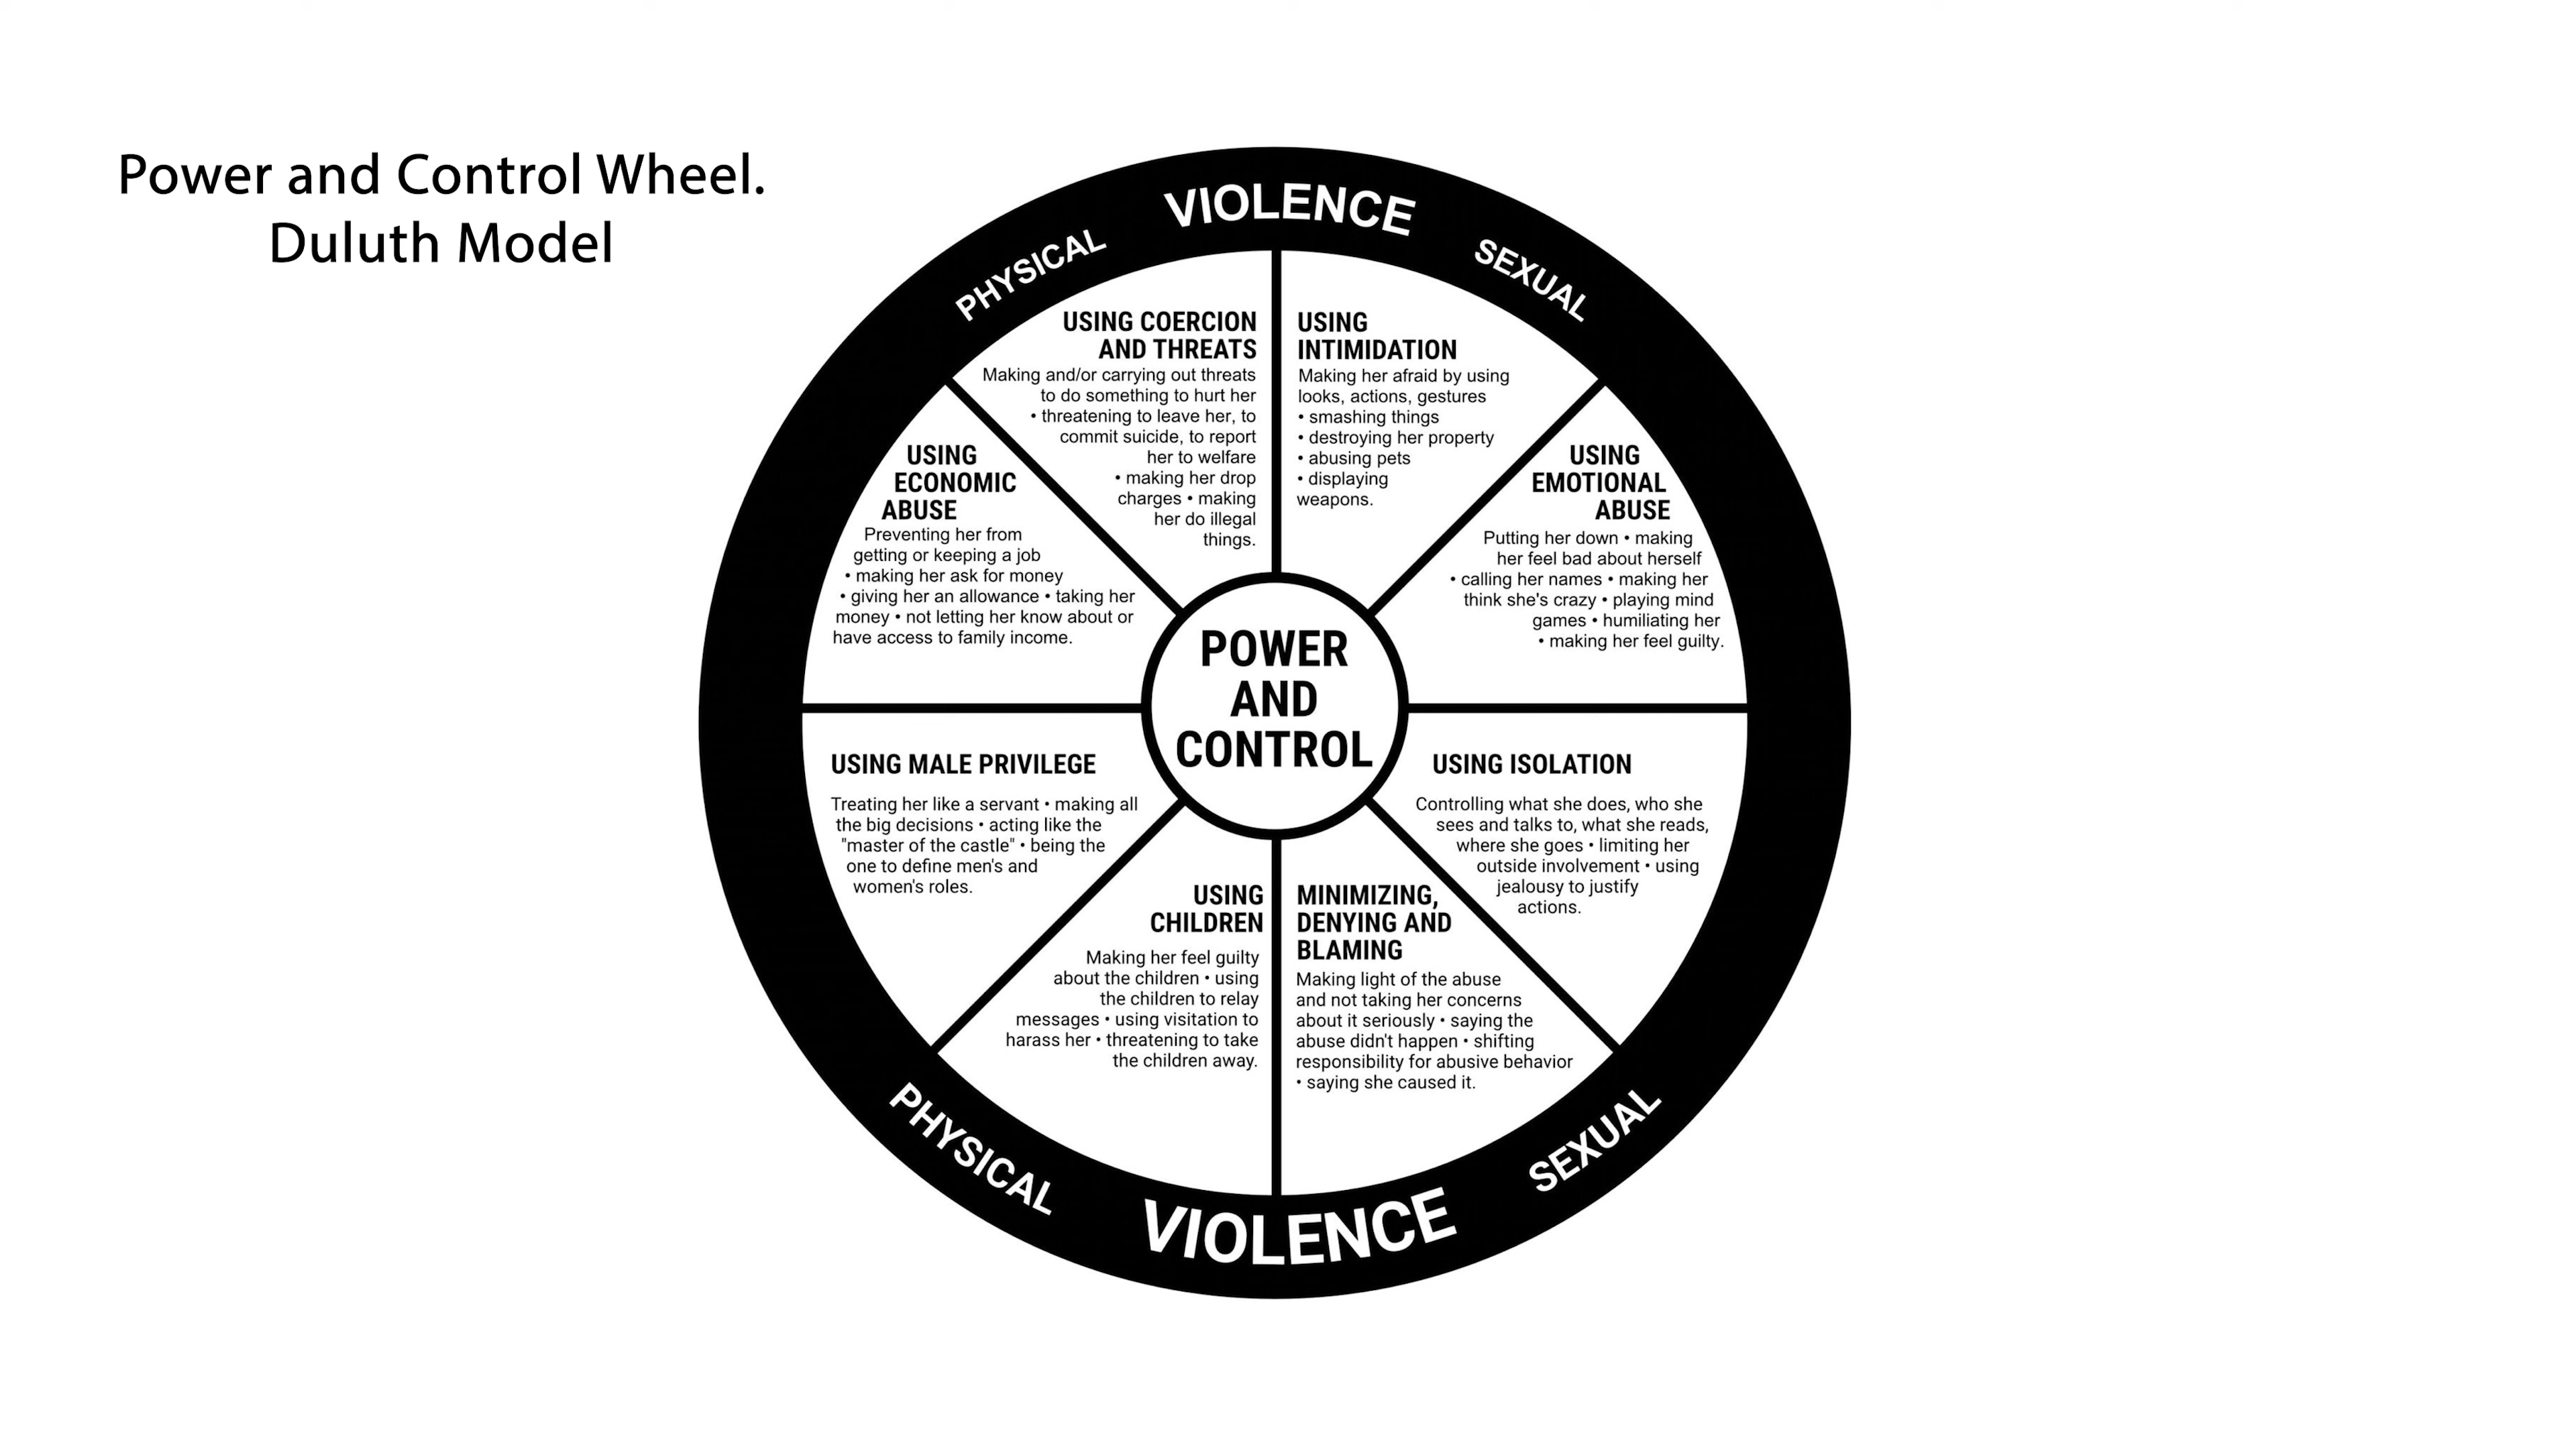 Power and Control Wheel.
Duluth Model
VIOLENCE
PHYSICAL
SEXUAL
USING COERCION
AND THREATS
Making and/or carrying out threats
to do something to hurt her
• threatening to leave her, to
commit suicide, to report
her to welfare
• making her drop
charges • making
her do illegal
things.
USING
INTIMIDATION
Making her afraid by using
looks, actions, gestures
• smashing things
• destroying her property
• abusing pets
• displaying
weapons.
USING
EMOTIONAL
ABUSE
Putting her down • making
her feel bad about herself
• calling her names • making her
think she's crazy • playing mind
games • humiliating her
• making her feel guilty.
USING ISOLATION
Controlling what she does, who she
sees and talks to, what she reads,
where she goes • limiting her
outside involvement • using
jealousy to justify
actions.
MINIMIZING,
DENYING AND
BLAMING
Making light of the abuse
and not taking her concerns
about it seriously • saying the
abuse didn't happen • shifting
responsibility for abusive behavior
• saying she caused it.
USING
CHILDREN
Making her feel guilty
about the children • using
the children to relay
messages • using visitation to
harass her • threatening to take
the children away.
USING MALE PRIVILEGE
Treating her like a servant • making all
the big decisions • acting like the
"master of the castle" • being the
one to define men's and
women's roles.
USING
ECONOMIC
ABUSE
Preventing her from
getting or keeping a job
• making her ask for money
• giving her an allowance • taking her
money • not letting her know about or
have access to family income.
POWER
AND
CONTROL
PHYSICAL
VIOLENCE
SEXUAL